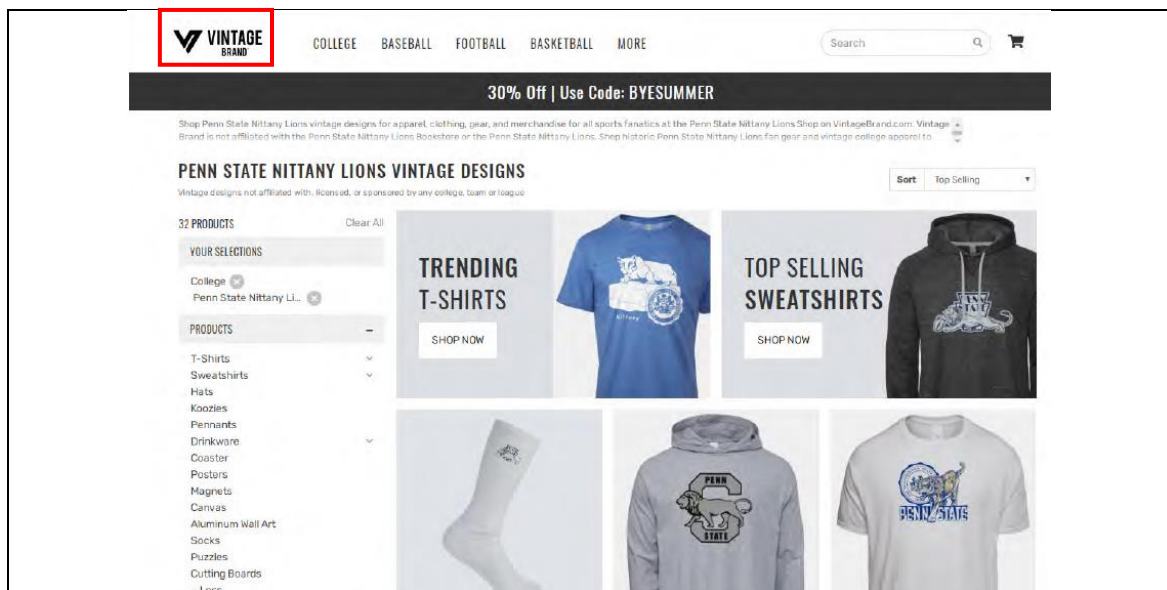 VINTAGE
BRAND
COLLEGE BASEBALL FOOTBALL BASKETBALL MORE
Search
30% Off | Use Code: BYESUMMER
Shop Penn State Nittany Lions vintage designs for apparel, clothing, gear, and merchandise for all sports fanatics at the Penn State Nittany Lions Shop on VintageBrand.com. Vintage
Brand is not affiliated with the Penn State Nittany Lions Bookstore or the Penn State Nittany Lions. Shop historic Penn State Nittany Lions fan gear and vintage college apparel to
PENN STATE NITTANY LIONS VINTAGE DESIGNS
Vintage designs not affiliated with, licensed, or sponsored by any college, team or league
Sort Top Selling
32 PRODUCTS Clear All
YOUR SELECTIONS
College
Penn State Nittany Li...
PRODUCTS
T-Shirts
Sweatshirts
Hats
Koozies
Pennants
Drinkware
Coaster
Posters
Magnets
Canvas
Aluminum Wall Art
Socks
Puzzles
Cutting Boards
- Less
TRENDING
T-SHIRTS
SHOP NOW
Nittany
TOP SELLING
SWEATSHIRTS
SHOP NOW
PENN
STATE
PENN
STATE
PENN STATE